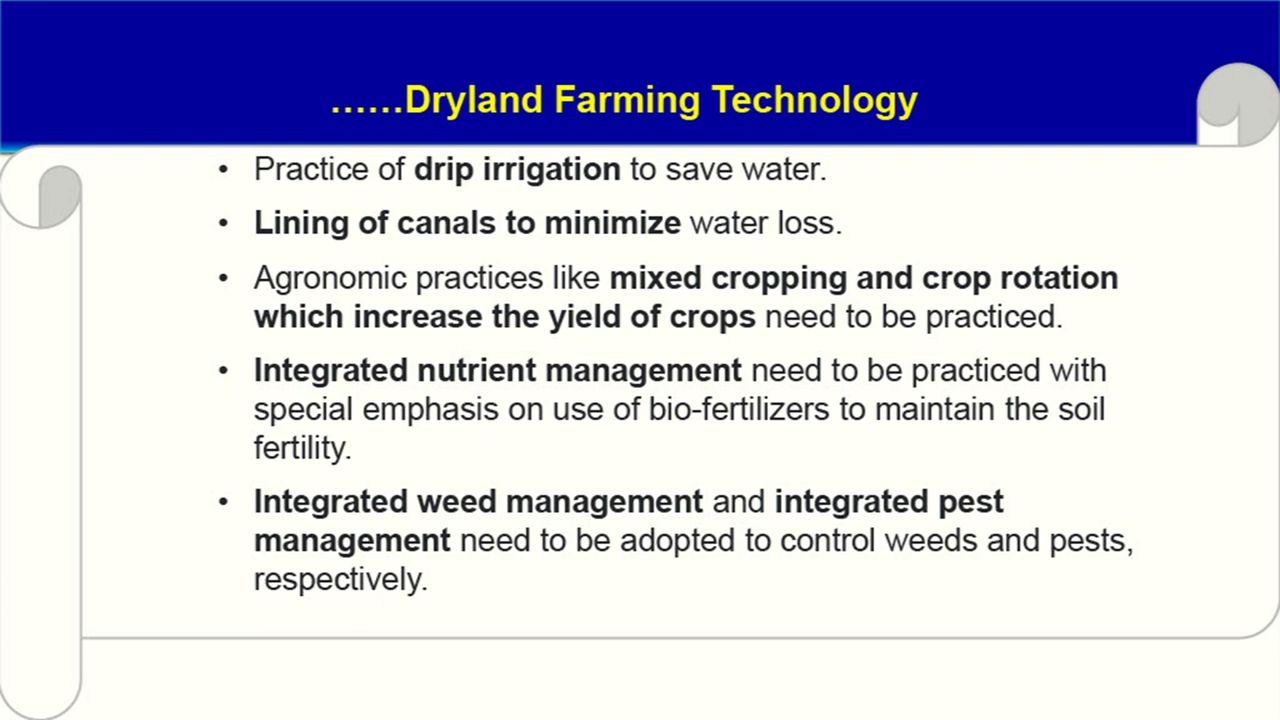 ......Dryland Farming Technology
• Practice of drip irrigation to save water.
• Lining of canals to minimize water loss.
• Agronomic practices like mixed cropping and crop rotation
which increase the yield of crops need to be practiced.
• Integrated nutrient management need to be practiced with
special emphasis on use of bio-fertilizers to maintain the soil
fertility.
• Integrated weed management and integrated pest
management need to be adopted to control weeds and pests,
respectively.